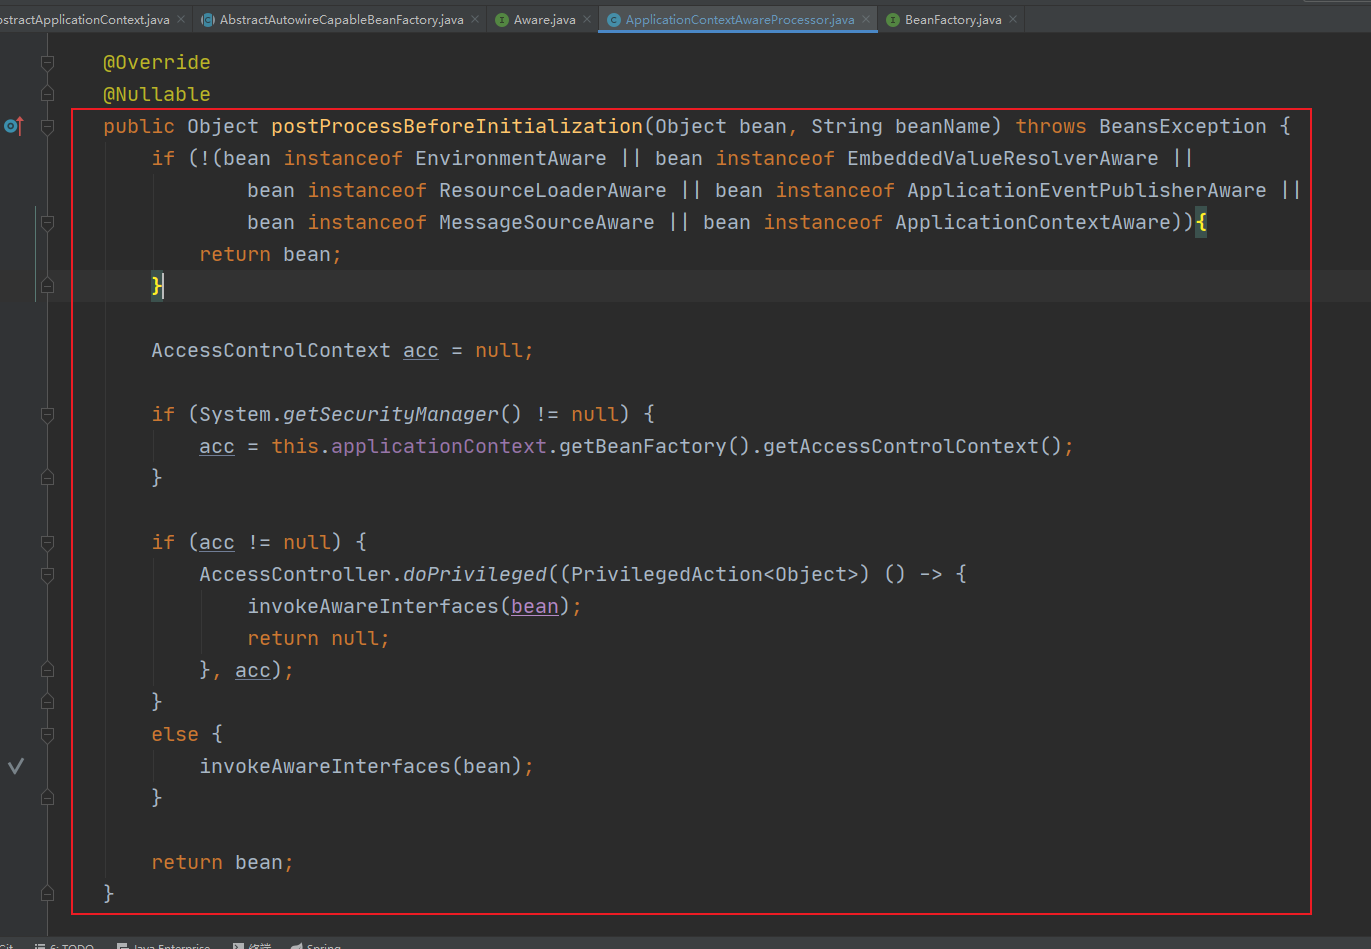 stractApplicationContext.java
AbstractAutowireCapableBeanFactory.java
Aware.java
ApplicationContextAwareProcessor.java
BeanFactory.java
@Override
@Nullable
public Object postProcessBeforeInitialization(Object bean, String beanName) throws BeansException {
if (!(bean instanceof EnvironmentAware || bean instanceof EmbeddedValueResolverAware ||
bean instanceof ResourceLoaderAware || bean instanceof ApplicationEventPublisherAware ||
bean instanceof MessageSourceAware || bean instanceof ApplicationContextAware)){
return bean;
}
AccessControlContext acc = null;
if (System.getSecurityManager() != null) {
acc = this.applicationContext.getBeanFactory().getAccessControlContext();
}
if (acc != null) {
AccessController.doPrivileged((PrivilegedAction<Object>) () -> {
invokeAwareInterfaces(bean);
return null;
}, acc);
}
else {
invokeAwareInterfaces(bean);
}
return bean;
}
Git
6: TODO
Java Enterprise
终端
Spring